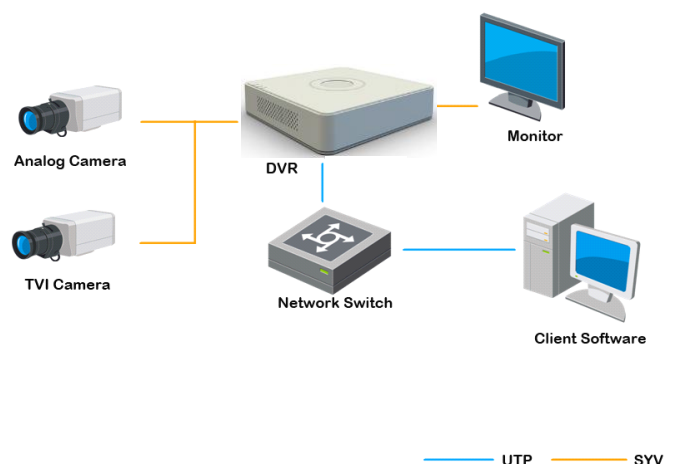 Analog Camera
DVR
Monitor
TVI Camera
Network Switch
Client Software
UTP
SYV